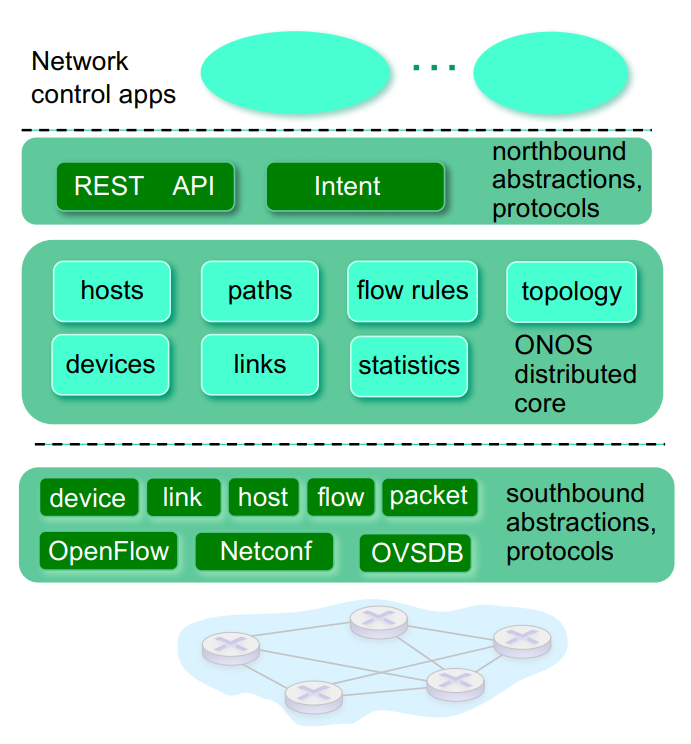 Network
control apps
...
REST API
Intent
northbound
abstractions,
protocols
hosts
paths
flow rules
topology
devices
links
statistics
ONOS
distributed
core
device
link
host
flow
packet
southbound
abstractions,
protocols
OpenFlow
Netconf
OVSDB